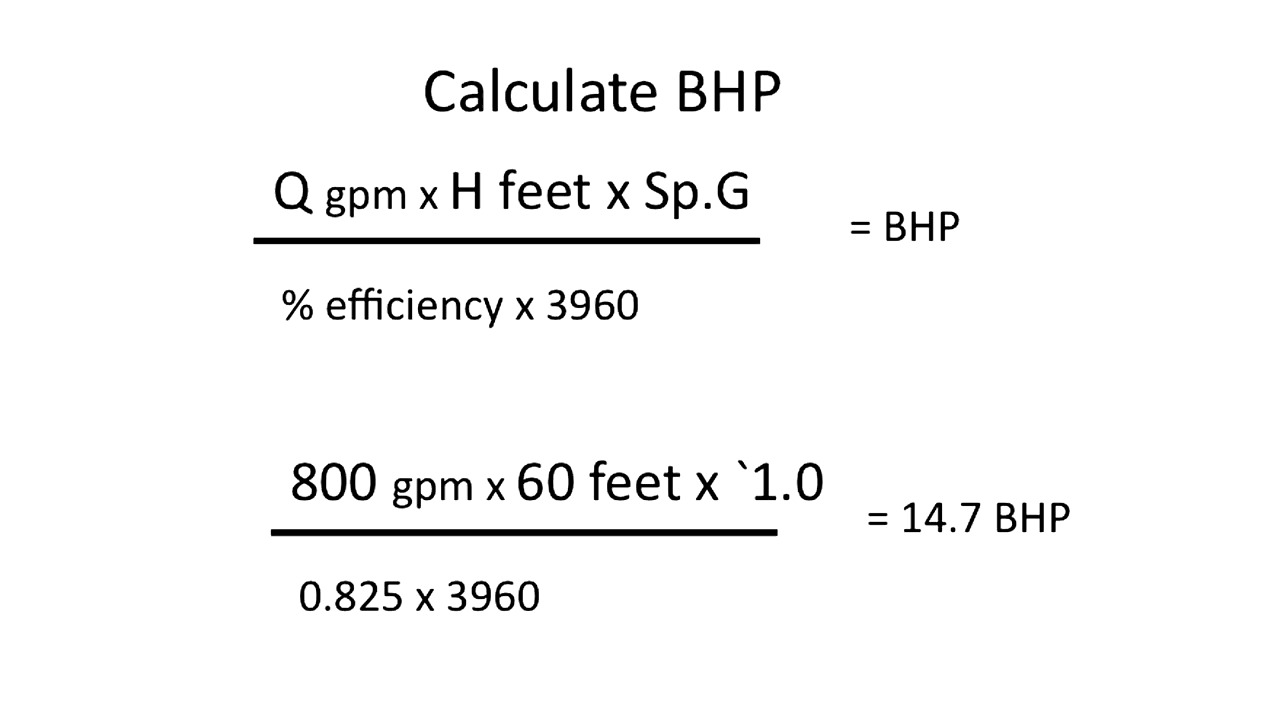 Calculate BHP
Q gpm x H feet x Sp.G
= BHP
% efficiency x 3960
800 gpm x 60 feet x `1.0
= 14.7 BHP
0.825 x 3960